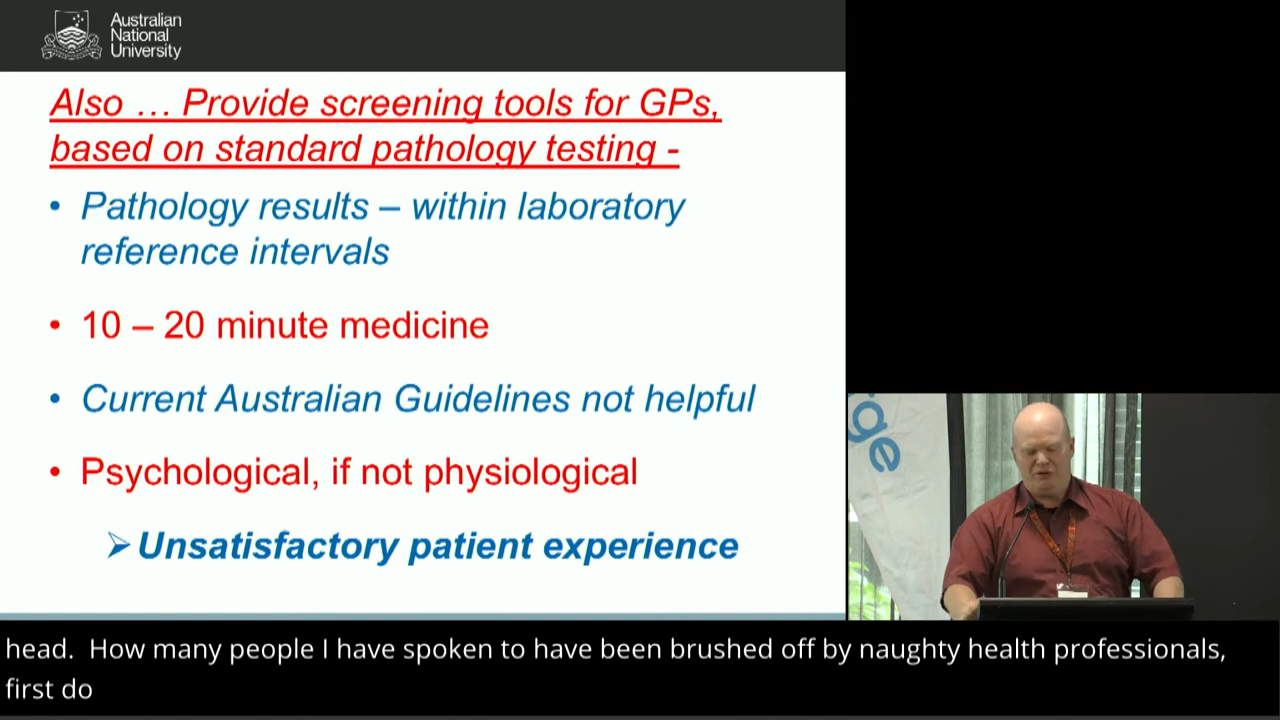 Australian
National
University
Also … Provide screening tools for GPs,
based on standard pathology testing -
• Pathology results – within laboratory
reference intervals
• 10 – 20 minute medicine
• Current Australian Guidelines not helpful
• Psychological, if not physiological
➢ Unsatisfactory patient experience
ge
head.  How many people I have spoken to have been brushed off by naughty health professionals,
first do